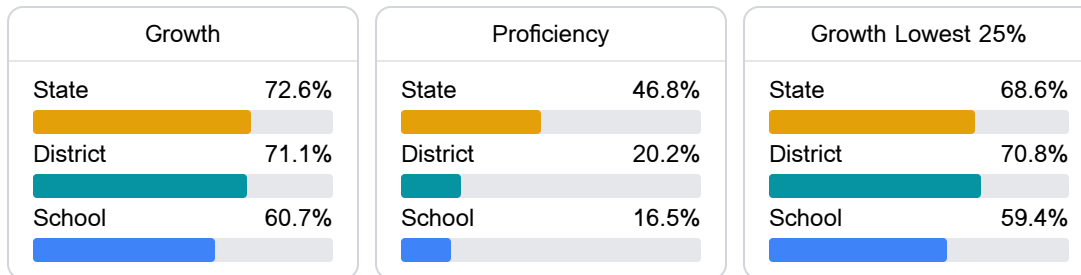 Growth
State 72.6%
District 71.1%
School 60.7%
Proficiency
State 46.8%
District 20.2%
School 16.5%
Growth Lowest 25%
State 68.6%
District 70.8%
School 59.4%